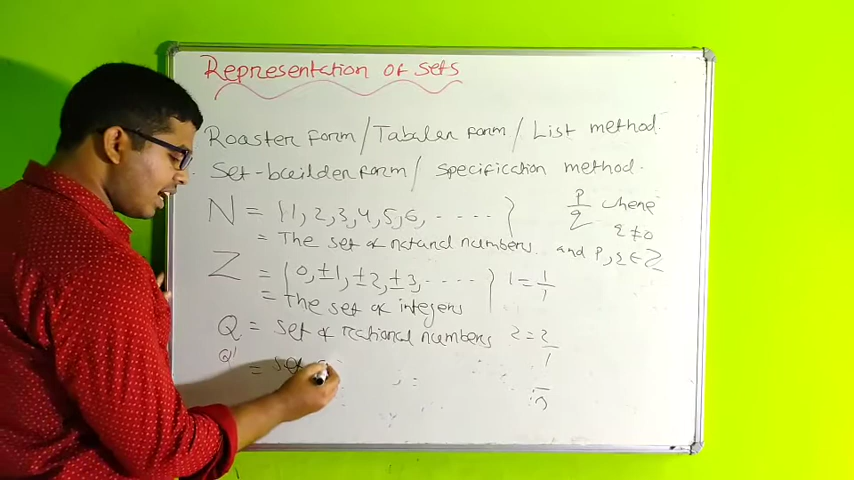 Representation of sets
Roaster form/Tabular form/List method.
Set-builder form/ specification method.
N = {1, 2, 3, 4, 5, 6, ..... }
= The set of natural numbers.
p/q where
q ≠ 0
and p, q ∈ Z
Z = {0, ±1, ±2, ±3, ..... }
= The set of integers
1 = 1/1
Q = set of rational numbers
2 = 2/1
Q' = set